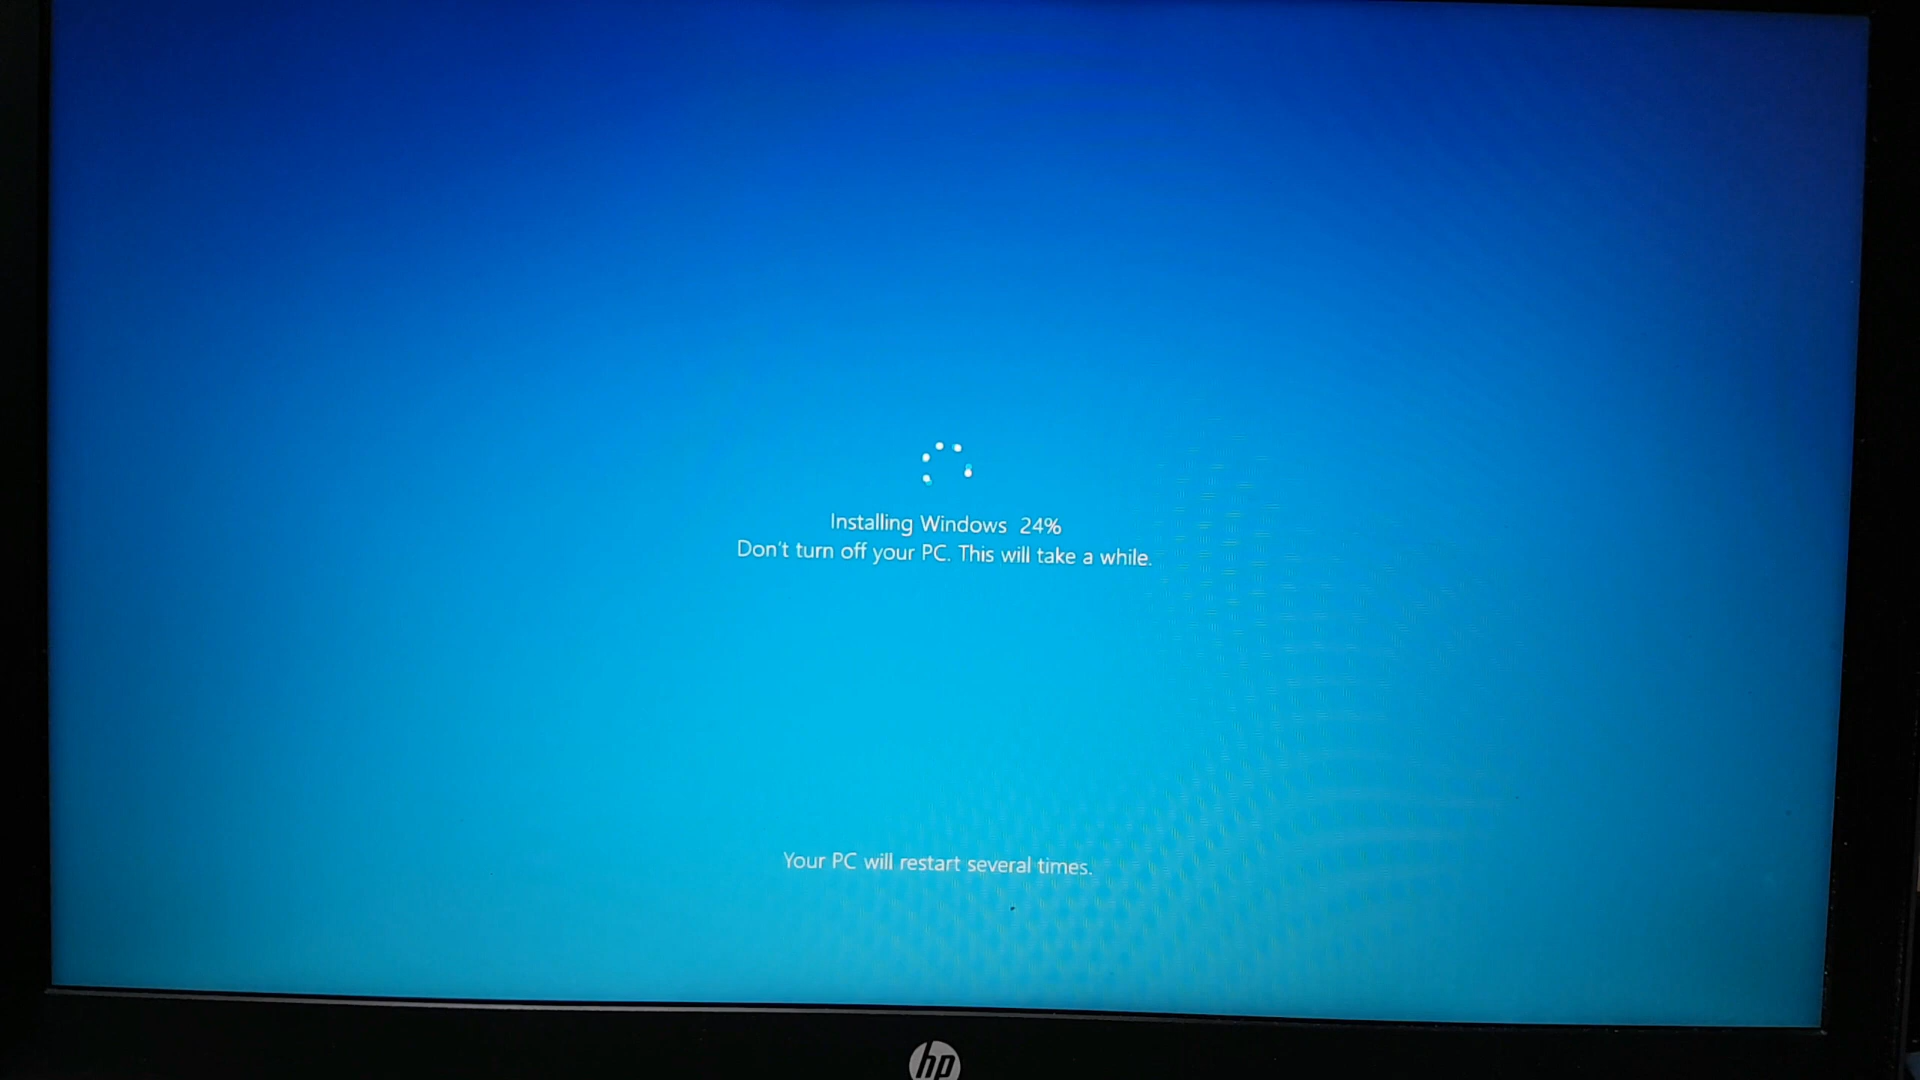 Installing Windows 24%
Don't turn off your PC. This will take a while.
Your PC will restart several times.
hp